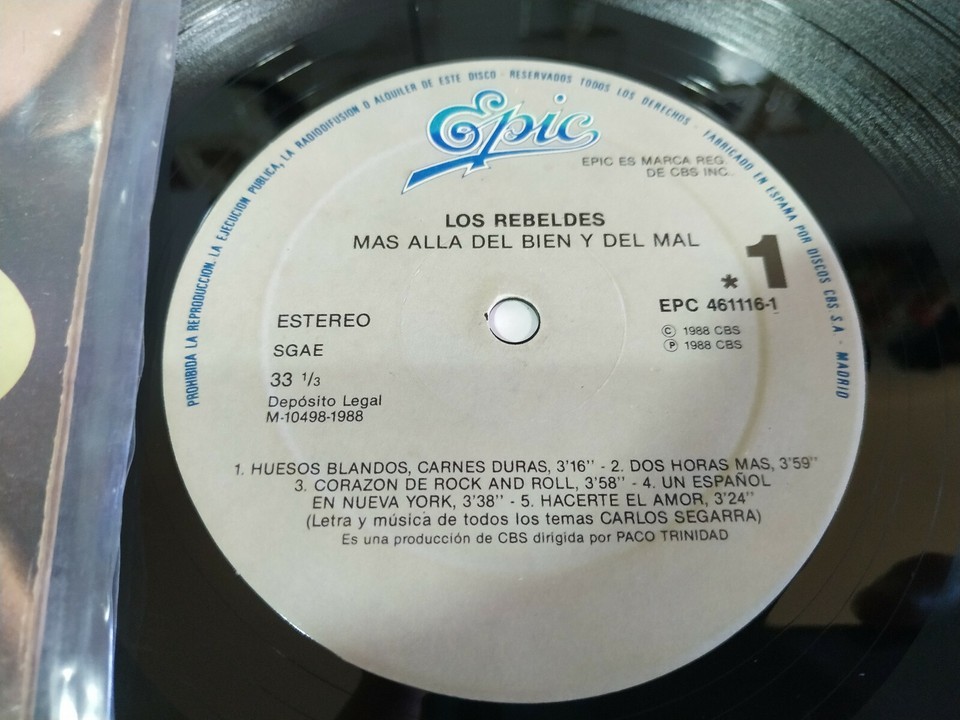 PROHIBIDA LA REPRODUCCION, LA EJECUCION PUBLICA, LA RADIODIFUSION O ALQUILER DE ESTE DISCO - RESERVADOS TODOS LOS DERECHOS - FABRICADO EN ESPAÑA POR DISCOS CBS S.A - MADRID
Epic
EPIC ES MARCA REG.
DE CBS INC.
LOS REBELDES
MAS ALLA DEL BIEN Y DEL MAL
* 1
EPC 461116-1
ESTEREO
© 1988 CBS
℗ 1988 CBS
SGAE
33 1/3
Depósito Legal
M-10498-1988
1. HUESOS BLANDOS, CARNES DURAS, 3'16'' - 2. DOS HORAS MAS, 3'59''
3. CORAZON DE ROCK AND ROLL, 3'58'' - 4. UN ESPAÑOL
EN NUEVA YORK, 3'38'' - 5. HACERTE EL AMOR, 3'24''
(Letra y música de todos los temas CARLOS SEGARRA)
Es una producción de CBS dirigida por PACO TRINIDAD